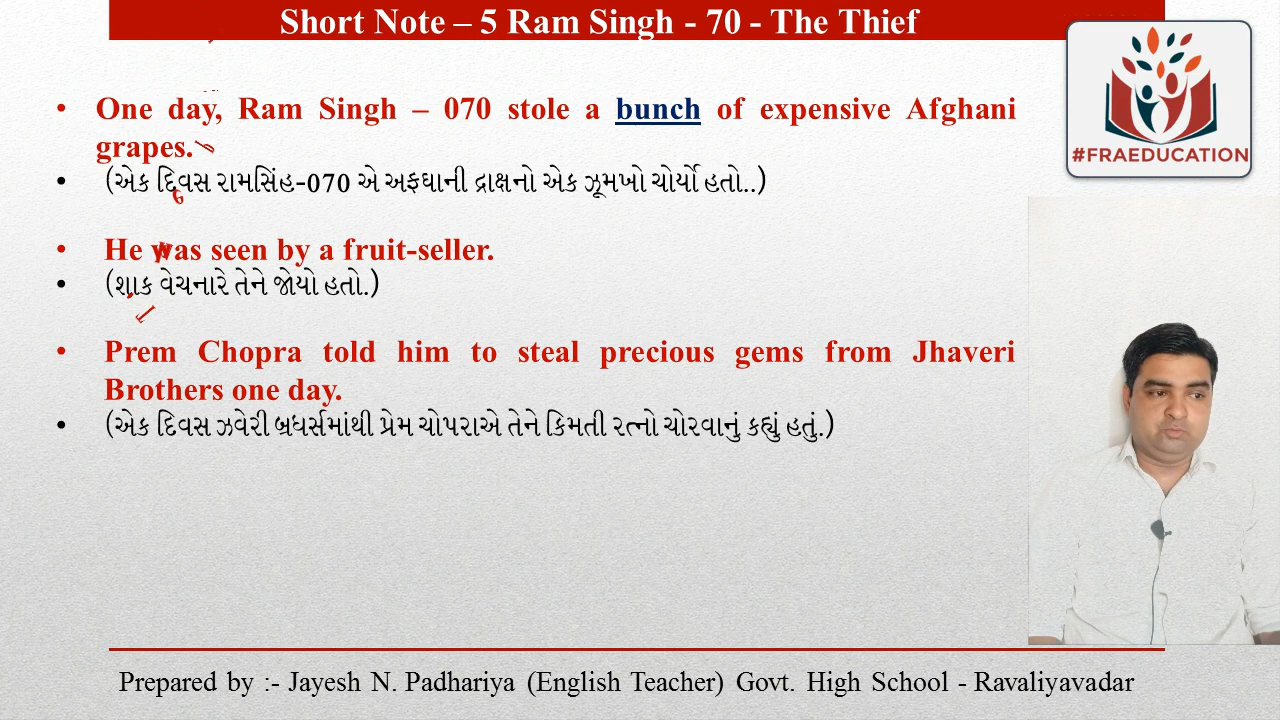 Short Note – 5 Ram Singh - 70 - The Thief
#FRAEDUCATION
• One day, Ram Singh – 070 stole a bunch of expensive Afghani
grapes.
• (એક દિવસ રામસિંહ-070 એ અફઘાની દ્રાક્ષનો એક ઝૂમખો ચોર્યો હતો..)
• He was seen by a fruit-seller.
• (શાક વેચનારે તેને જોયો હતો.)
• Prem Chopra told him to steal precious gems from Jhaveri
Brothers one day.
• (એક દિવસ ઝવેરી બ્રધર્સમાંથી પ્રેમ ચોપરાએ તેને કિમતી રત્નો ચોરવાનું કહ્યું હતું.)
Prepared by :- Jayesh N. Padhariya (English Teacher) Govt. High School - Ravaliyavadar